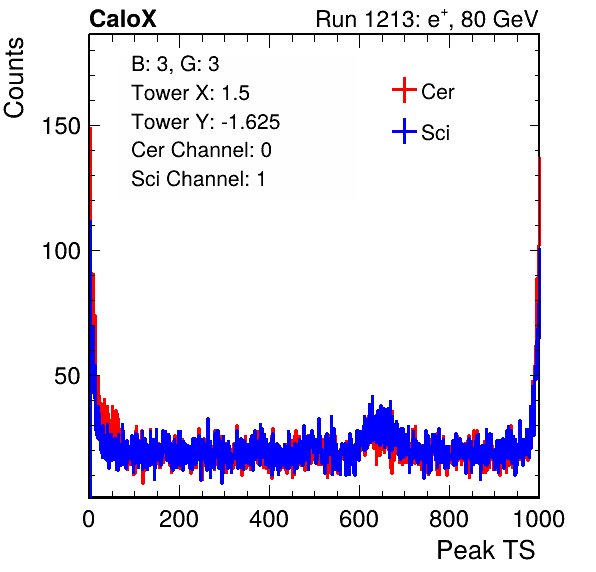 CaloX
Run 1213: e+, 80 GeV
Counts
B: 3, G: 3
Tower X: 1.5
Tower Y: -1.625
Cer Channel: 0
Sci Channel: 1
Cer
Sci
150
100
50
0 200 400 600 800 1000
Peak TS